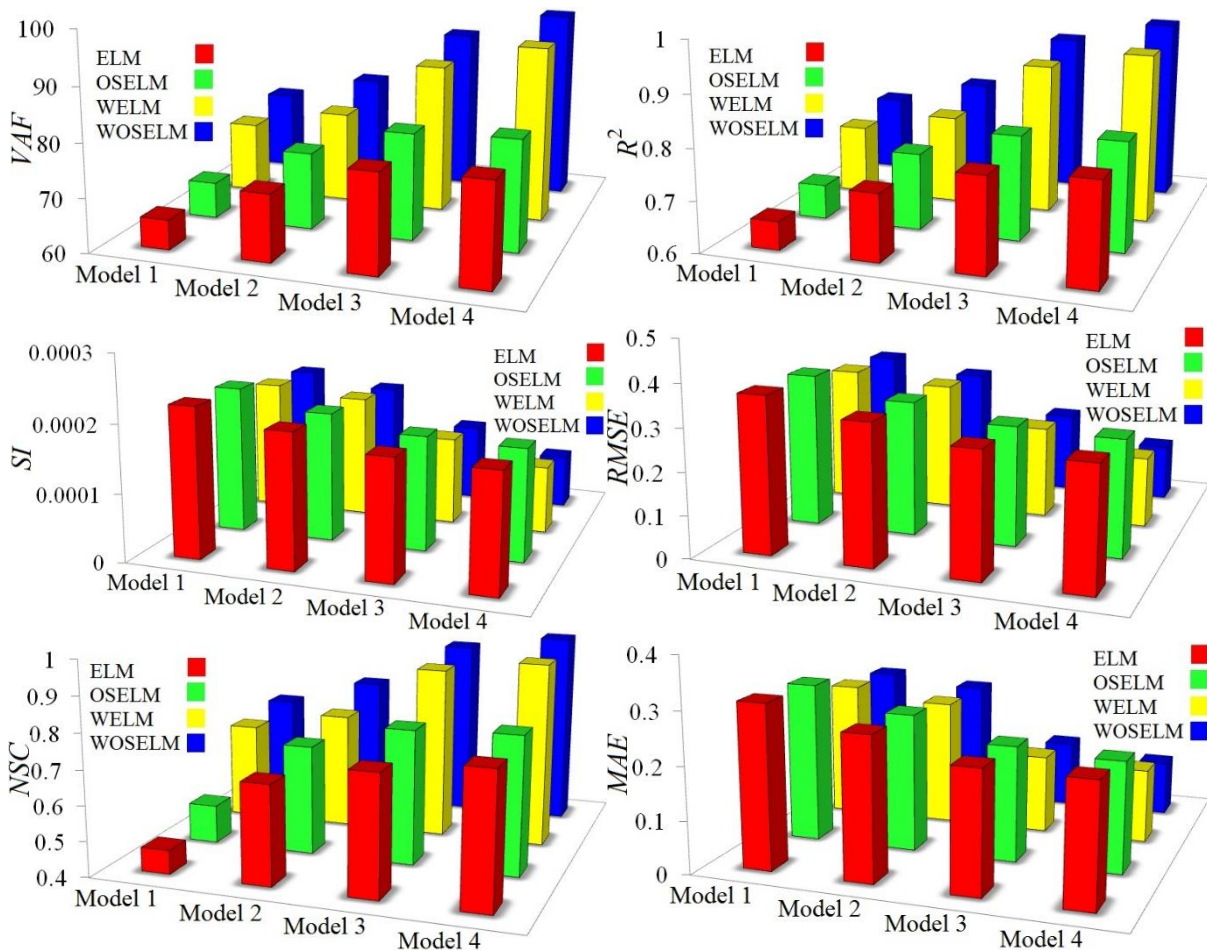 VAF
100
90
80
70
60
ELM
OSELM
WELM
WOSELM
Model 1
Model 2
Model 3
Model 4
R²
1
0.9
0.8
0.7
0.6
ELM
OSELM
WELM
WOSELM
Model 1
Model 2
Model 3
Model 4
SI
0.0003
0.0002
0.0001
0
ELM
OSELM
WELM
WOSELM
Model 1
Model 2
Model 3
Model 4
RMSE
0.5
0.4
0.3
0.2
0.1
0
ELM
OSELM
WELM
WOSELM
Model 1
Model 2
Model 3
Model 4
NSC
1
0.9
0.8
0.7
0.6
0.5
0.4
ELM
OSELM
WELM
WOSELM
Model 1
Model 2
Model 3
Model 4
MAE
0.4
0.3
0.2
0.1
0
ELM
OSELM
WELM
WOSELM
Model 1
Model 2
Model 3
Model 4